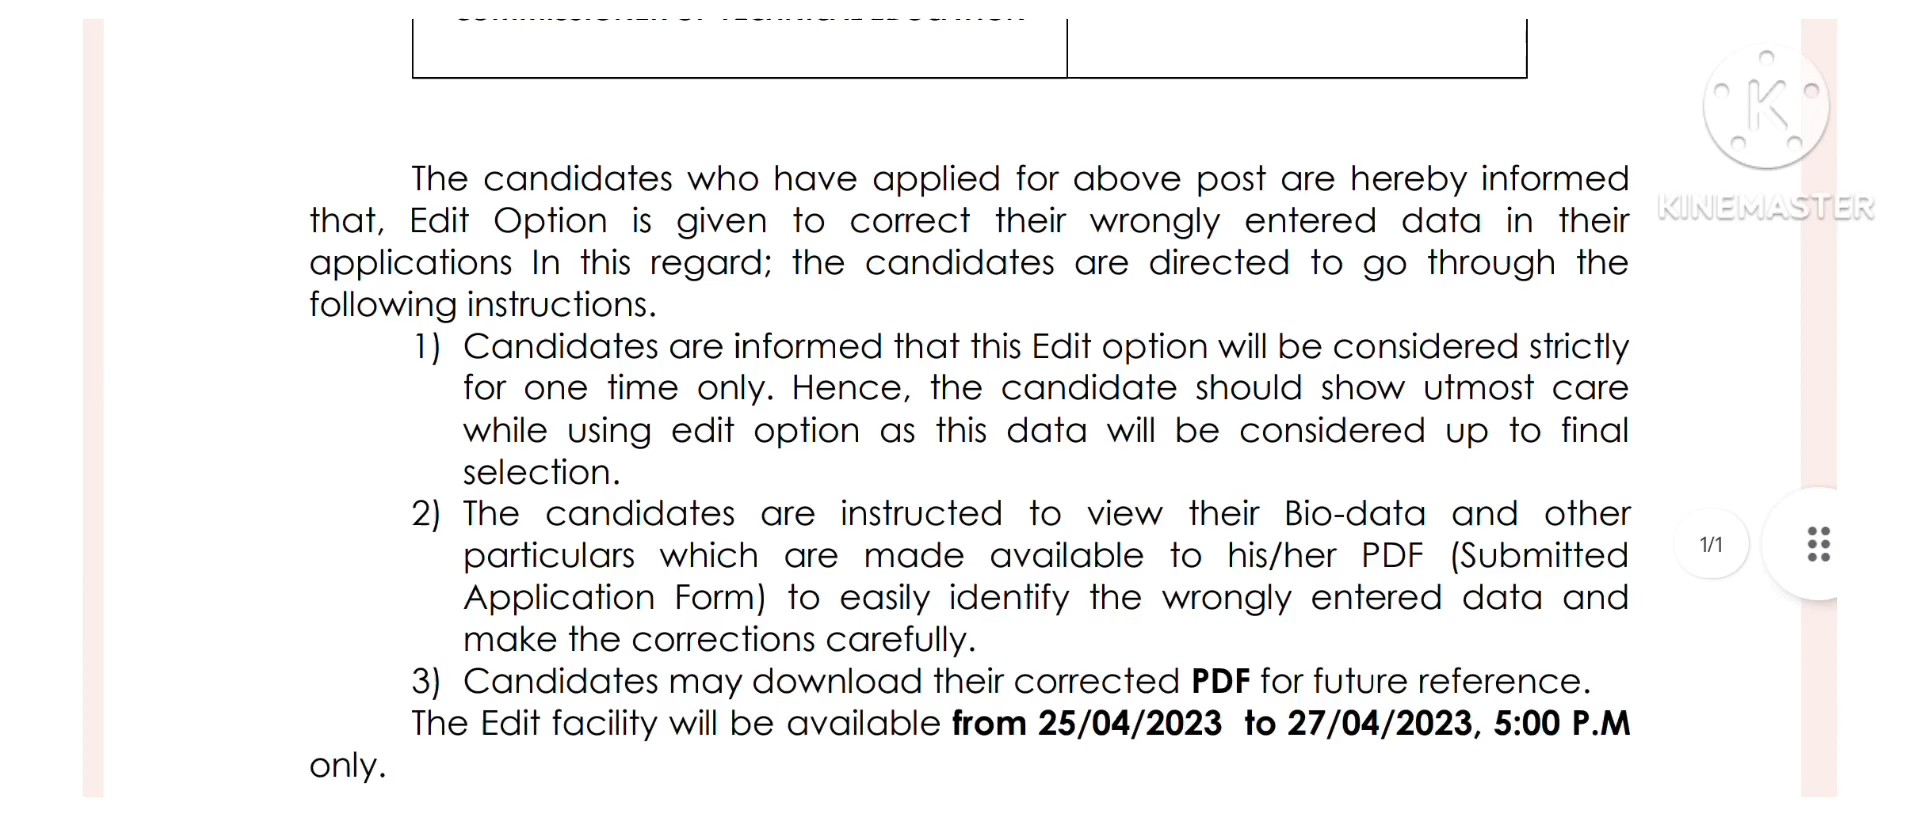 The candidates who have applied for above post are hereby informed
that, Edit Option is given to correct their wrongly entered data in their
applications In this regard; the candidates are directed to go through the
following instructions.
1) Candidates are informed that this Edit option will be considered strictly
for one time only. Hence, the candidate should show utmost care
while using edit option as this data will be considered up to final
selection.
2) The candidates are instructed to view their Bio-data and other
particulars which are made available to his/her PDF (Submitted
Application Form) to easily identify the wrongly entered data and
make the corrections carefully.
3) Candidates may download their corrected PDF for future reference.
The Edit facility will be available from 25/04/2023 to 27/04/2023, 5:00 P.M
only.
K
KINEMASTER
1/1